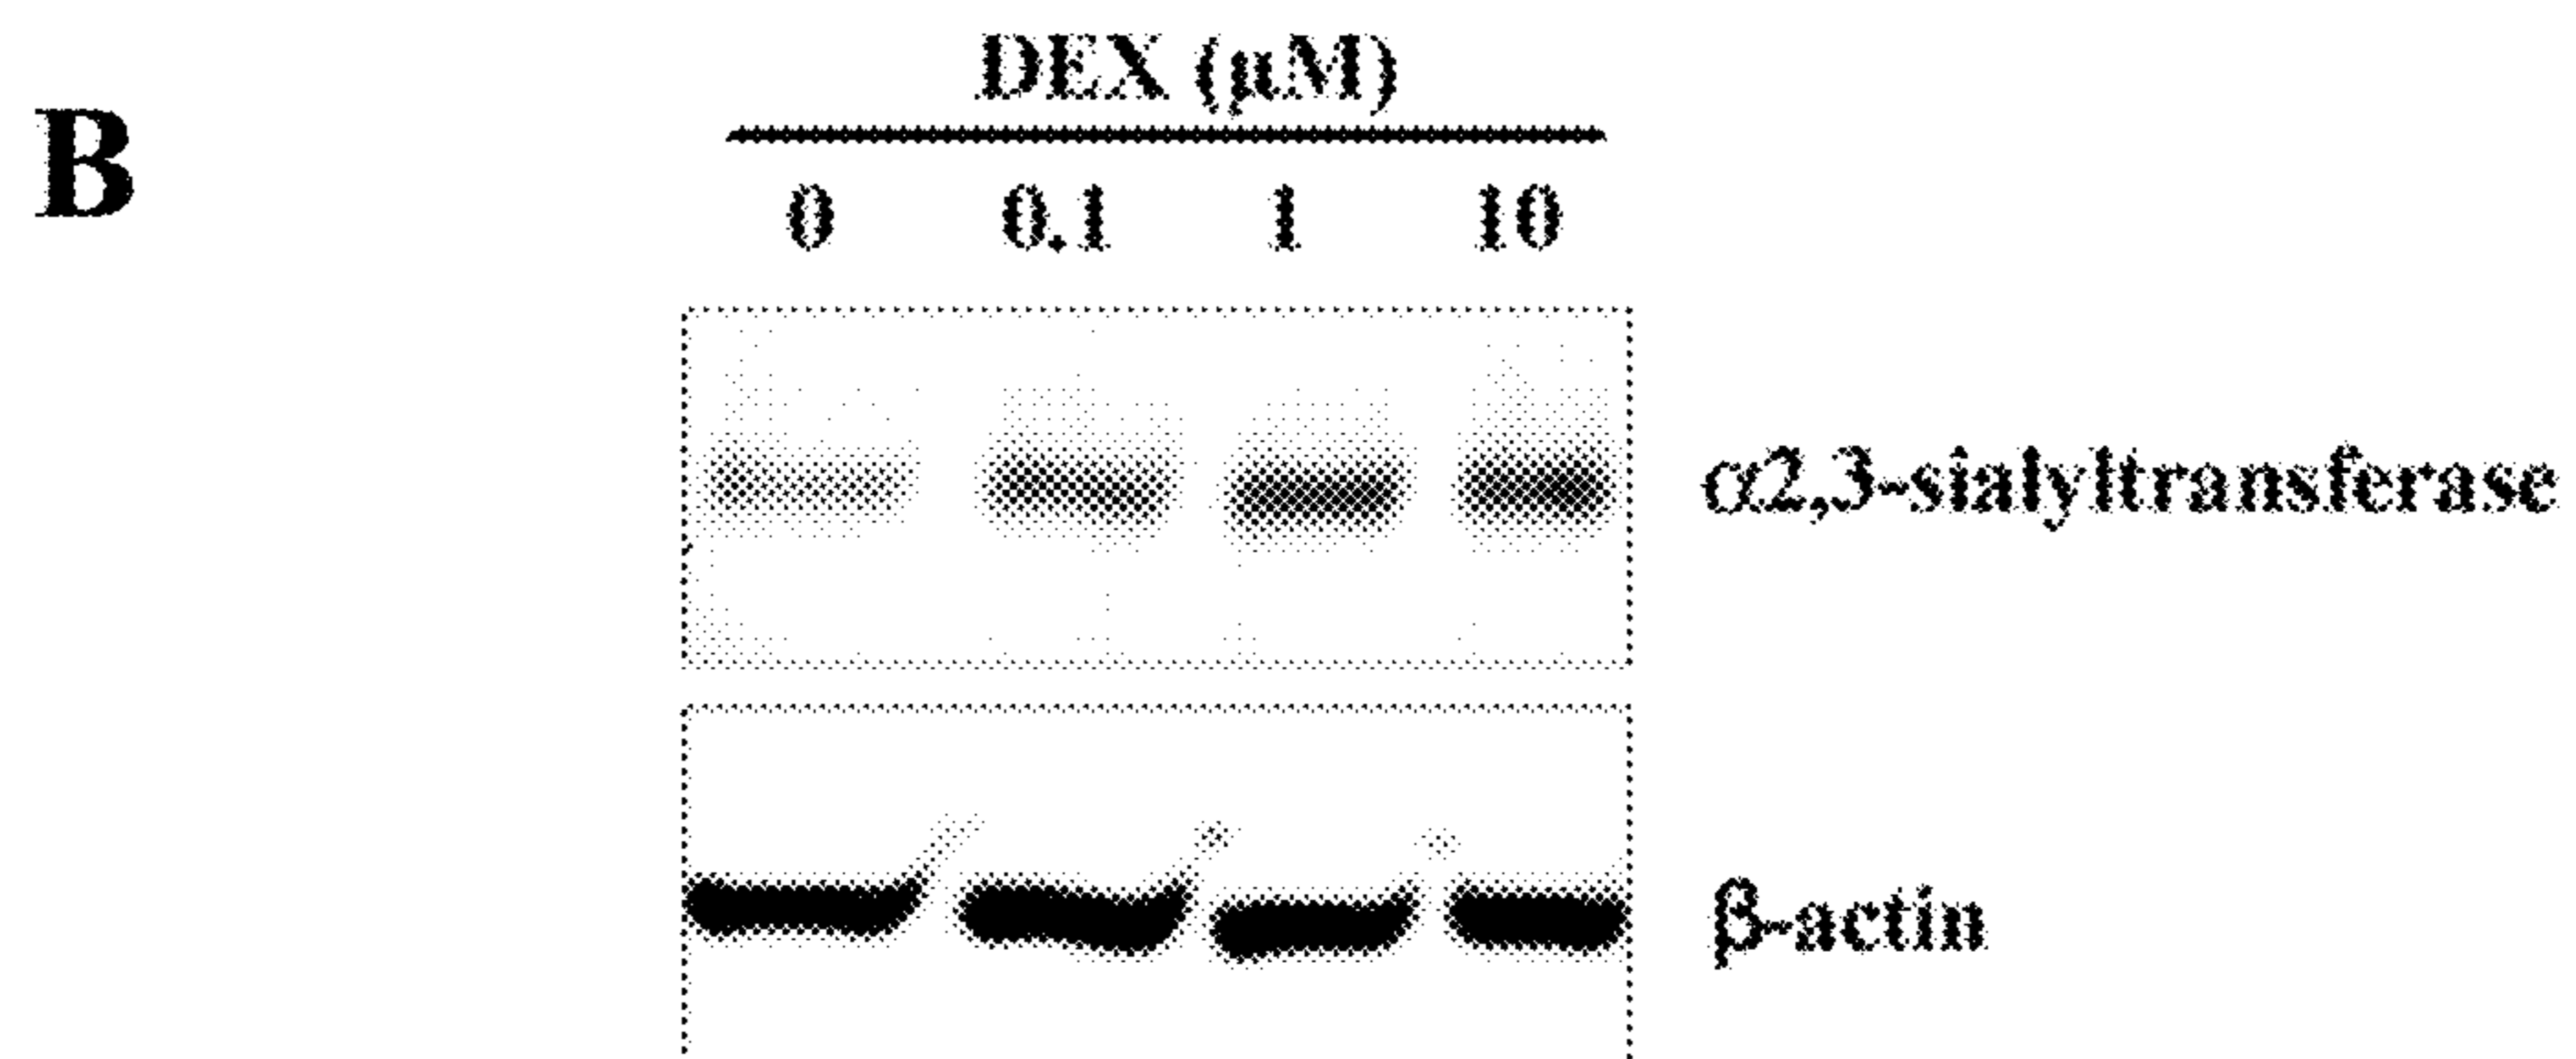 B
DEX (μM)
0 0.1 1 10
α2,3-sialyltransferase
β-actin